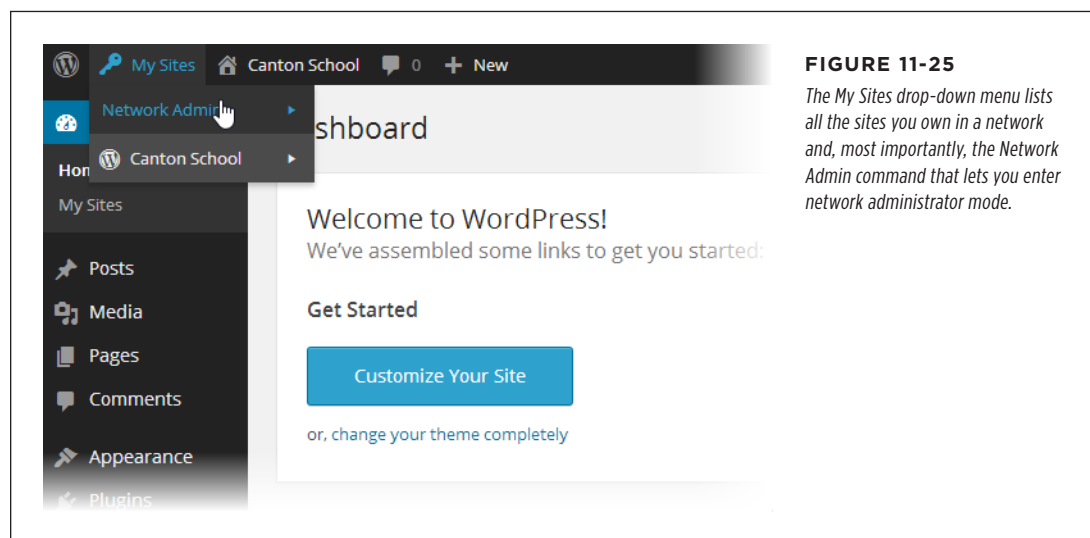 My Sites
Canton School
0
New
Network Admin
shboard
Canton School
Hon
My Sites
Welcome to WordPress!
We've assembled some links to get you started:
Posts
Get Started
Media
Pages
Customize Your Site
Comments
or, change your theme completely
Appearance
Plugins
FIGURE 11-25
The My Sites drop-down menu lists
all the sites you own in a network
and, most importantly, the Network
Admin command that lets you enter
network administrator mode.